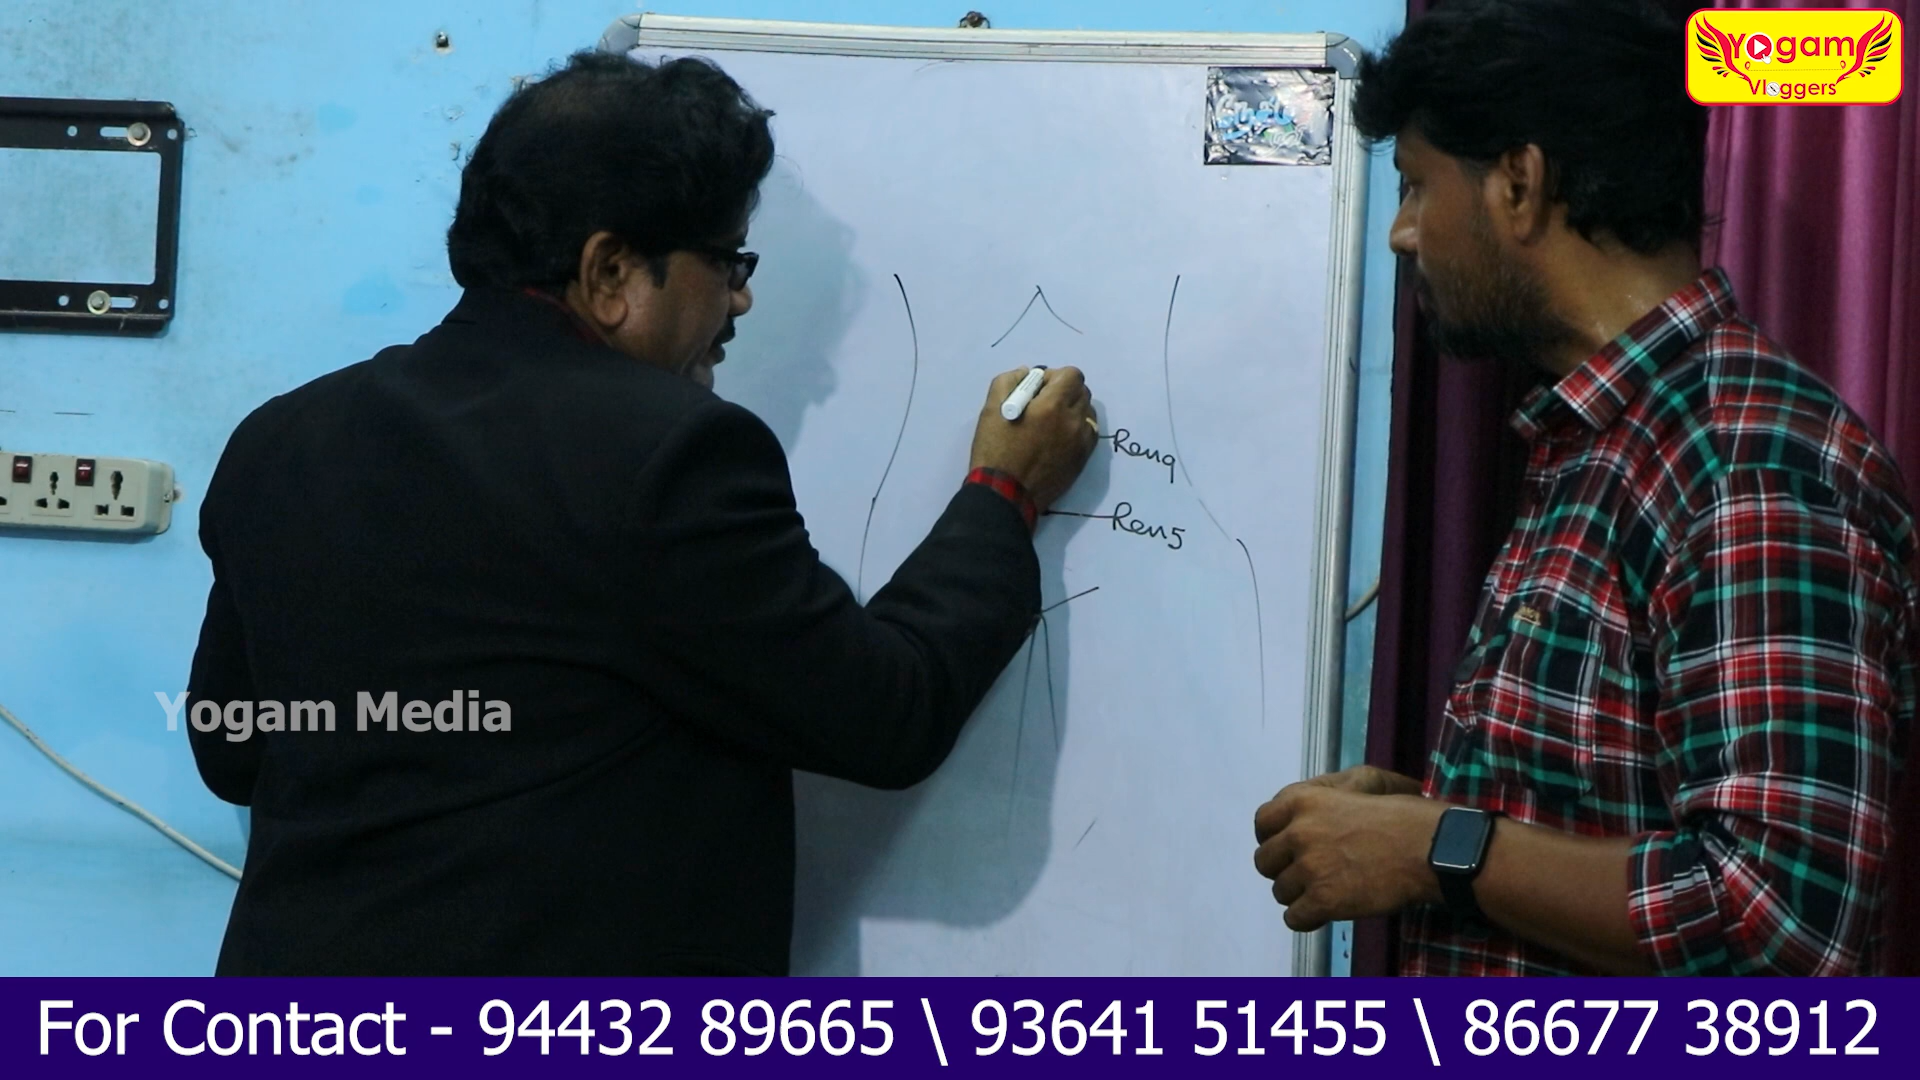 Yogam
Vloggers
Ren9
Ren5
Yogam Media
For Contact - 94432 89665 \ 93641 51455 \ 86677 38912